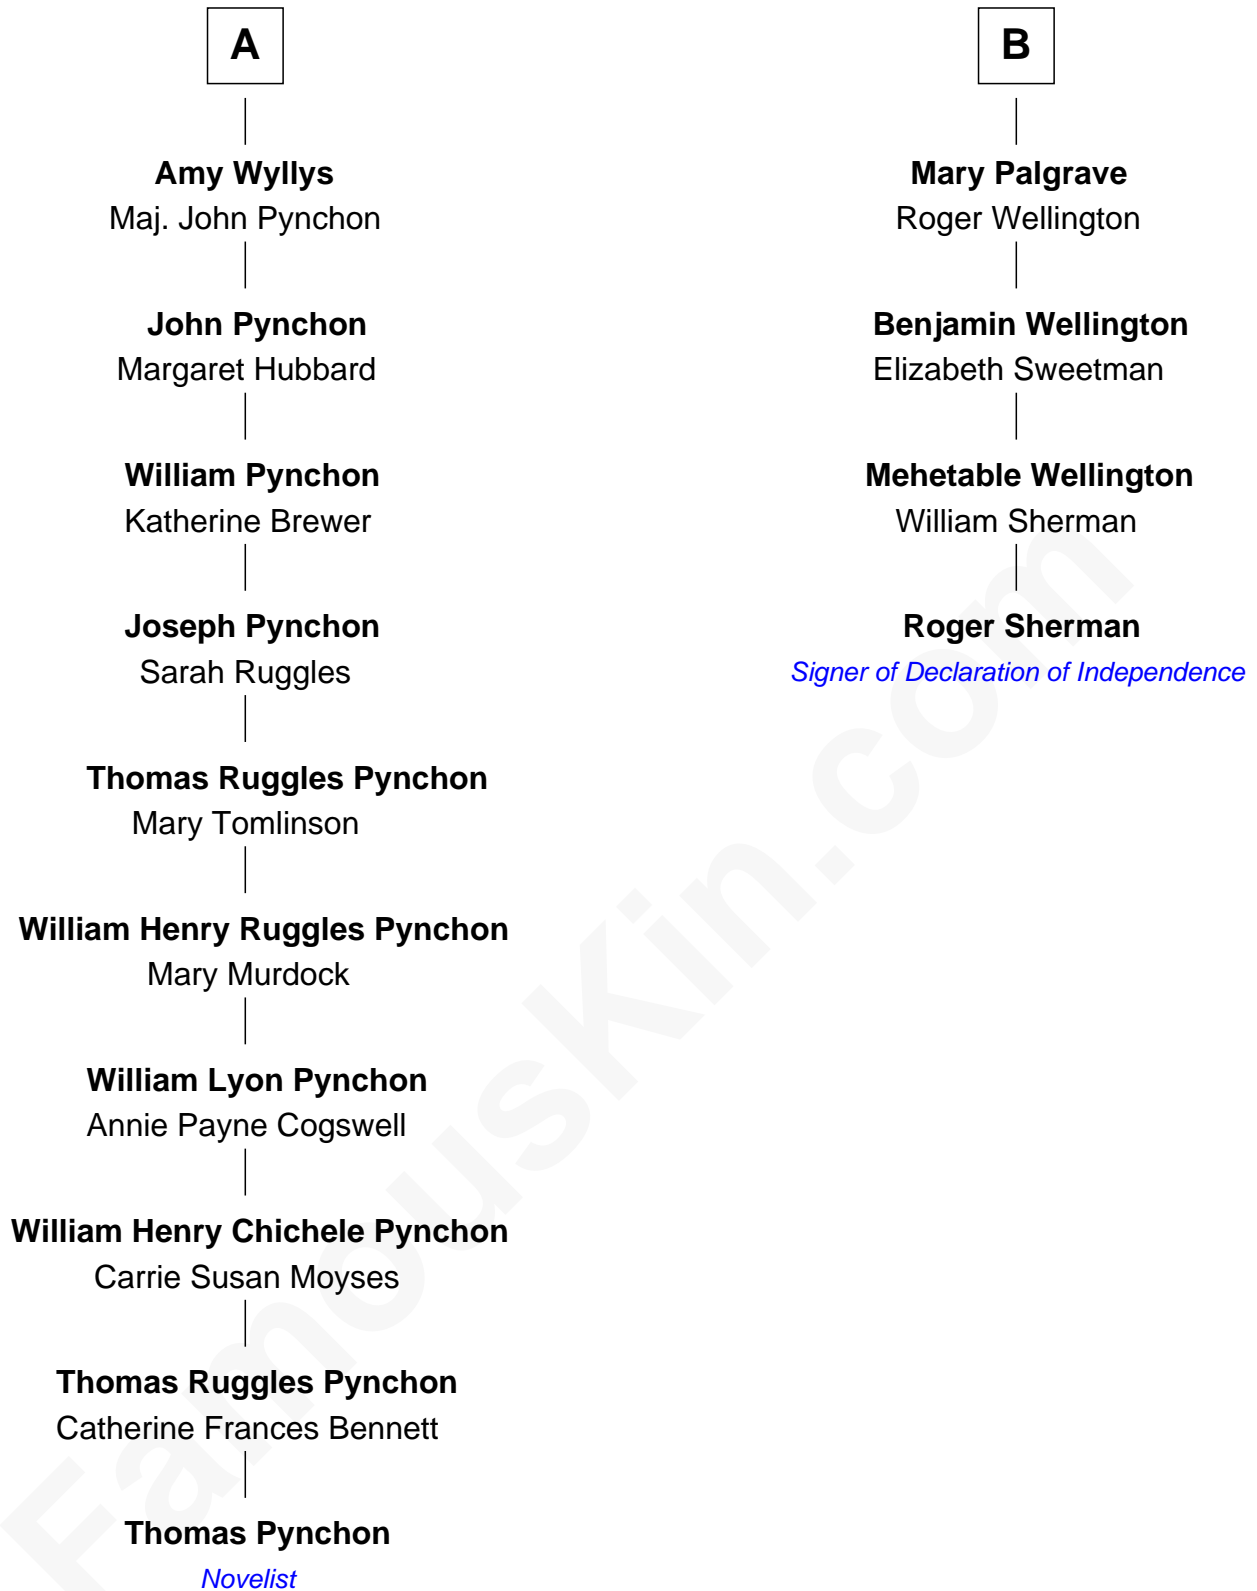 A
Amy Wyllys
Maj. John Pynchon
John Pynchon
Margaret Hubbard
William Pynchon
Katherine Brewer
Joseph Pynchon
Sarah Ruggles
Thomas Ruggles Pynchon
Mary Tomlinson
William Henry Ruggles Pynchon
Mary Murdock
William Lyon Pynchon
Annie Payne Cogswell
William Henry Chichele Pynchon
Carrie Susan Moyses
Thomas Ruggles Pynchon
Catherine Frances Bennett
Thomas Pynchon
Novelist
B
Mary Palgrave
Roger Wellington
Benjamin Wellington
Elizabeth Sweetman
Mehetable Wellington
William Sherman
Roger Sherman
Signer of Declaration of Independence
FamousKin.com